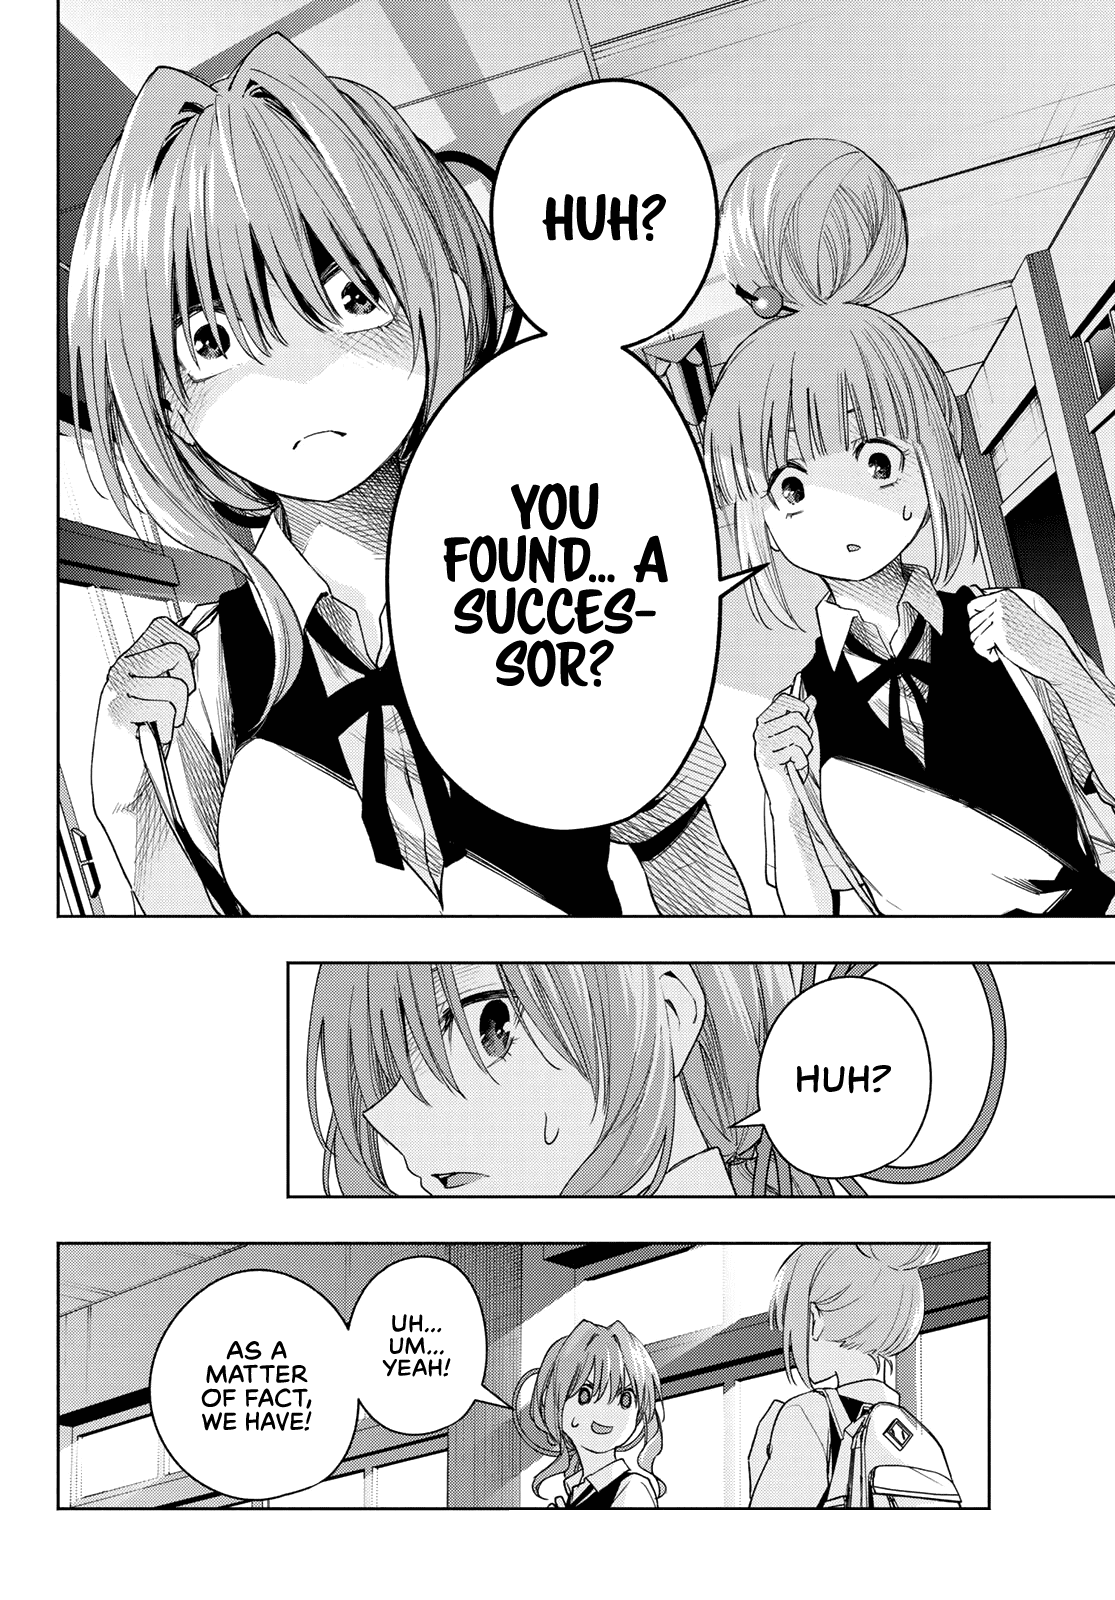 HUH?
YOU
FOUND... A
SUCCES-
SOR?
HUH?
UH...
UM...
YEAH!
AS A
MATTER
OF FACT,
WE HAVE!